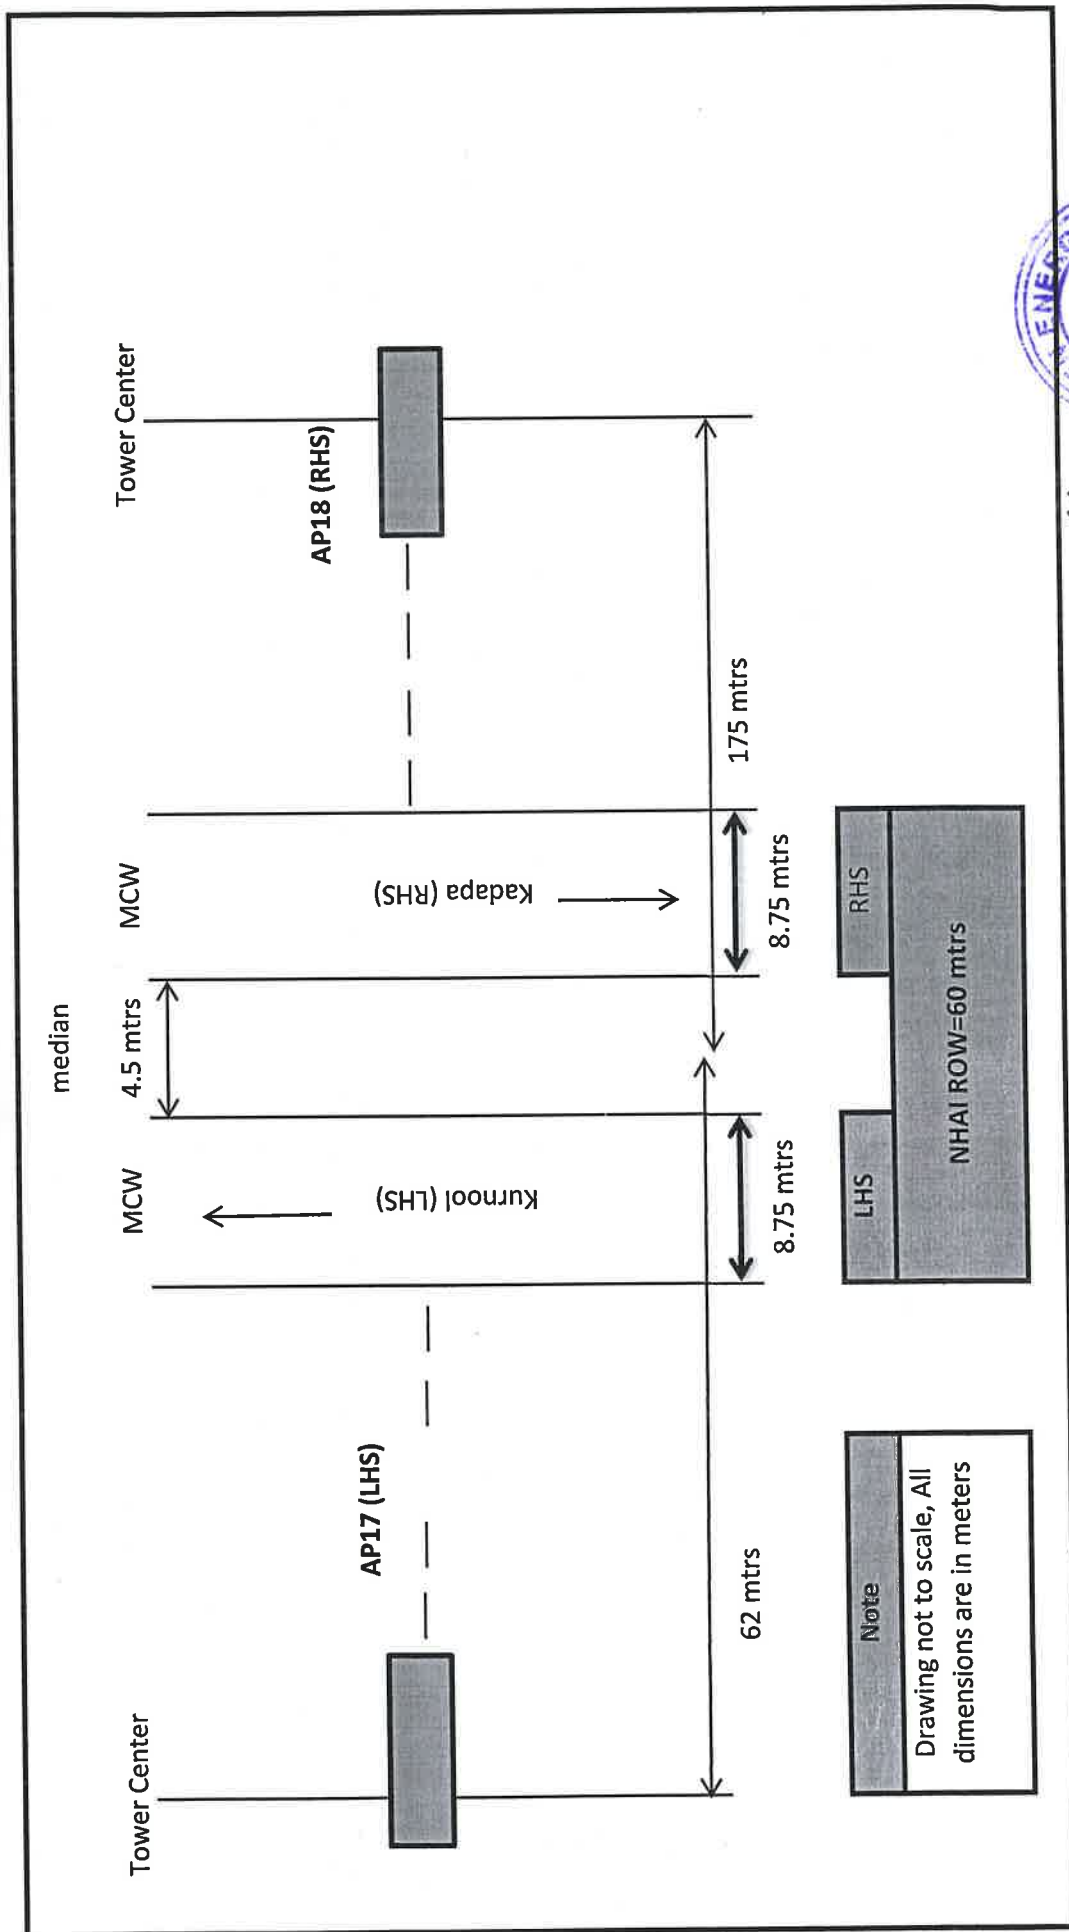 median
Tower Center
MCW
4.5 mtrs
MCW
Tower Center
AP17 (LHS)
Kurnool (LHS)
Kadapa (RHS)
AP18 (RHS)
62 mtrs
8.75 mtrs
8.75 mtrs
175 mtrs
Note
Drawing not to scale, All
dimensions are in meters
LHS
RHS
NHAI ROW=60 mtrs